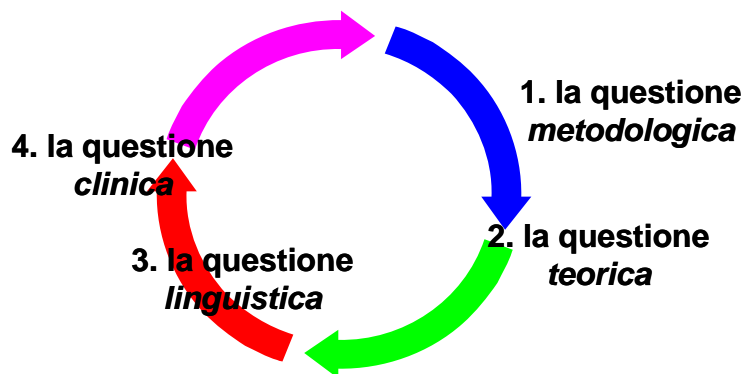 1. la questione
metodologica
2. la questione
teorica
3. la questione
linguistica
4. la questione
clinica